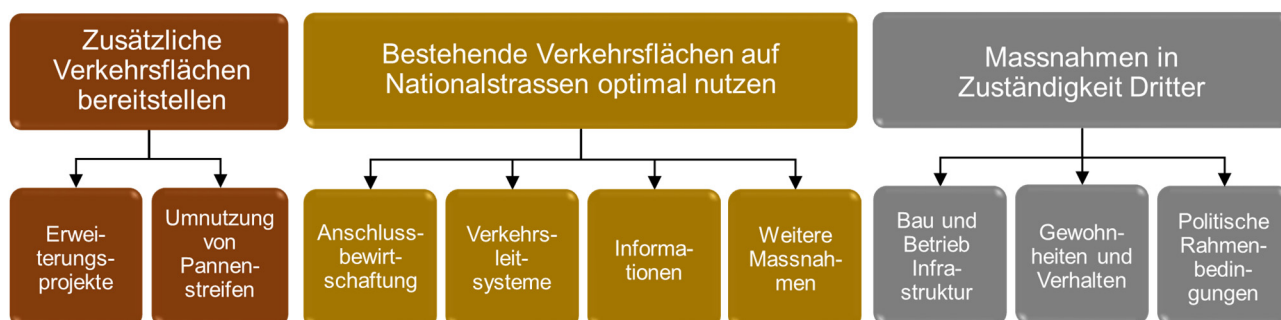 Zusätzliche
Verkehrsflächen
bereitstellen
Bestehende Verkehrsflächen auf
Nationalstrassen optimal nutzen
Massnahmen in
Zuständigkeit Dritter
Erwei-
terungs-
projekte
Umnutzung
von
Pannen-
streifen
Anschluss-
bewirt-
schaftung
Verkehrs-
leit-
systeme
Informa-
tionen
Weitere
Massnah-
men
Bau und
Betrieb
Infra-
struktur
Gewohn-
heiten und
Verhalten
Politische
Rahmen-
bedin-
gungen